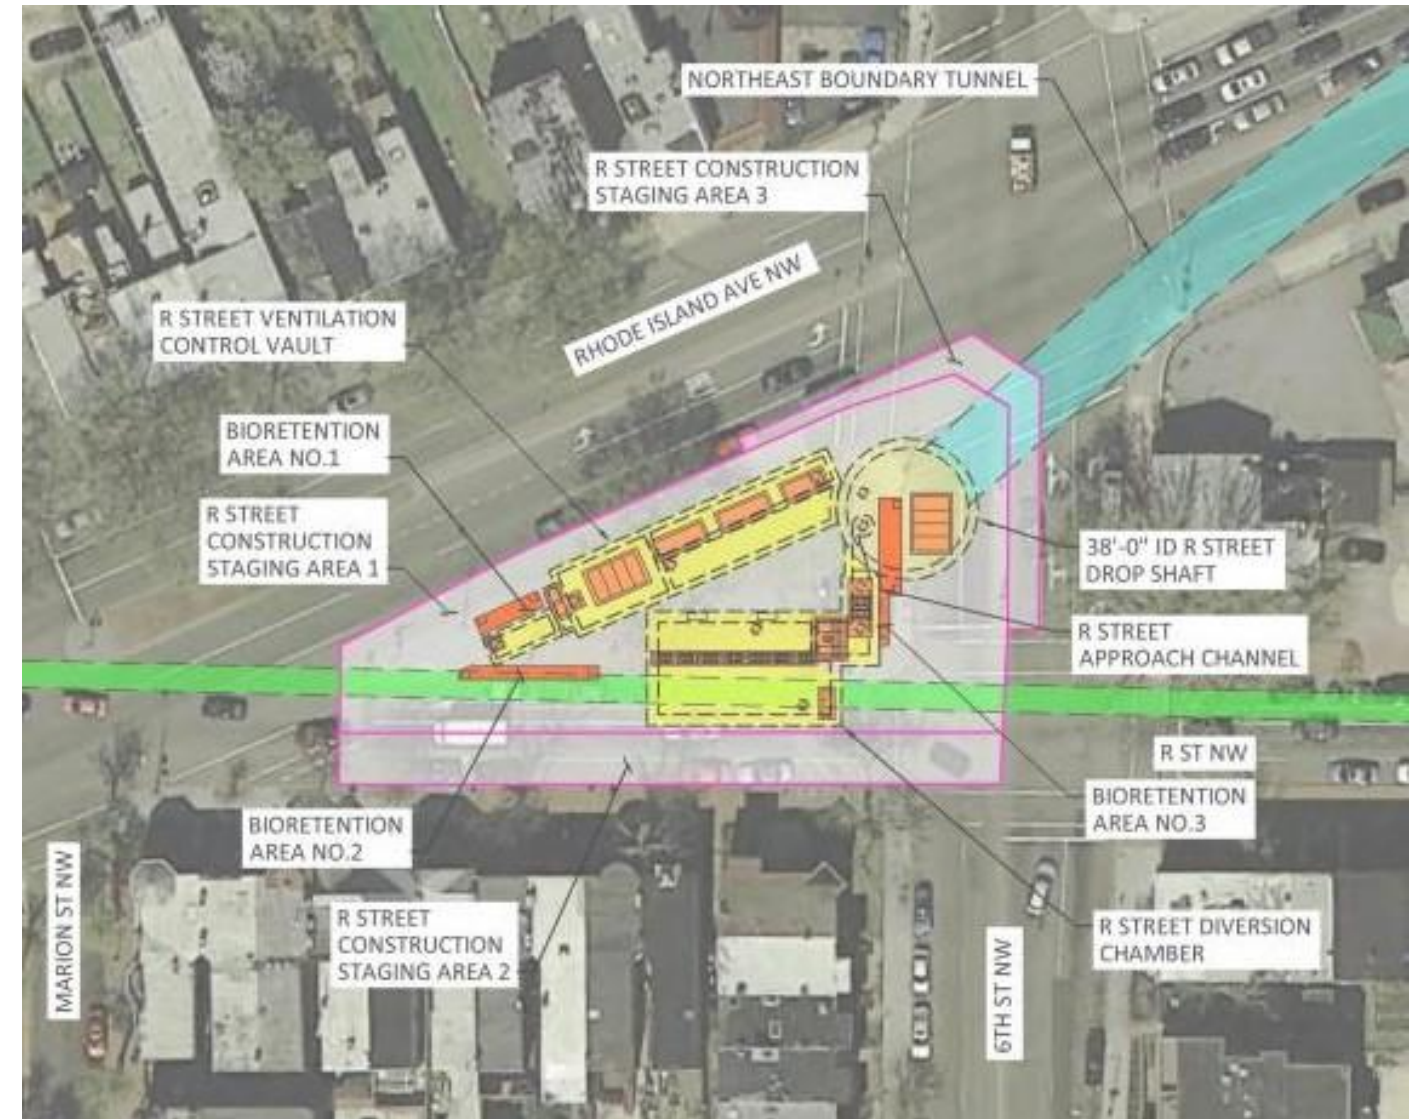 NORTHEAST BOUNDARY TUNNEL
R STREET CONSTRUCTION
STAGING AREA 3
RHODE ISLAND AVE NW
R STREET VENTILATION
CONTROL VAULT
BIORETENTION
AREA NO.1
R STREET
CONSTRUCTION
STAGING AREA 1
38'-0" ID R STREET
DROP SHAFT
R STREET
APPROACH CHANNEL
R ST NW
BIORETENTION
AREA NO.3
BIORETENTION
AREA NO.2
MARION ST NW
R STREET
CONSTRUCTION
STAGING AREA 2
6TH ST NW
R STREET DIVERSION
CHAMBER